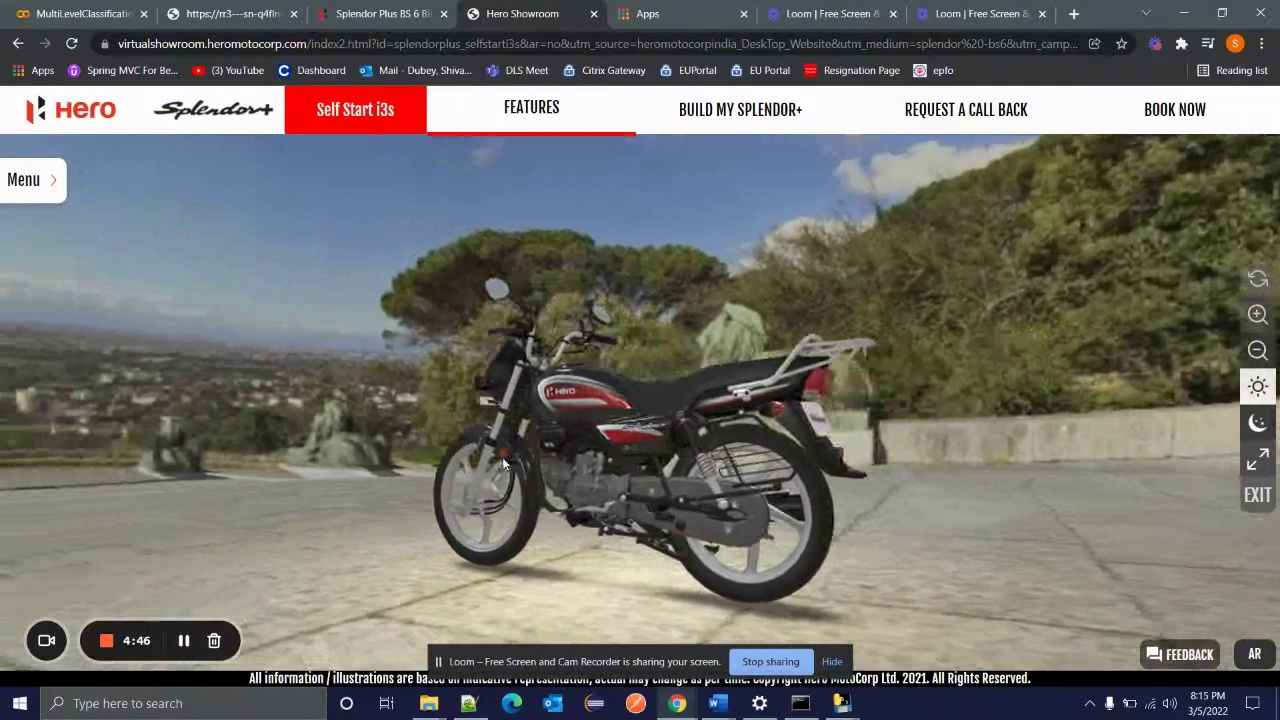 MultiLevelClassificatio
https://rr3---sn-q4flr
Splendor Plus BS 6 Bi
Hero Showroom
Apps
Loom | Free Screen &
Loom | Free Screen &
virtualshowroom.heromotocorp.com/index2.html?id=splendorplus_selfstarti3s&ar=no&utm_source=heromotocorpindia_DeskTop_Website&utm_medium=splendor%20-bs6&utm_camp...
S
Apps
Spring MVC For Be...
(3) YouTube
Dashboard
Mail - Dubey, Shiva...
DLS Meet
Citrix Gateway
EUPortal
EU Portal
Resignation Page
epfo
Reading list
Hero
Splendor+
Self Start i3s
FEATURES
BUILD MY SPLENDOR+
REQUEST A CALL BACK
BOOK NOW
Menu
Hero
Splendor+
EXIT
4:46
Loom – Free Screen and Cam Recorder is sharing your screen.
Stop sharing
Hide
FEEDBACK
AR
All information / illustrations are based on indicative representation, actual may change as per time. Copyright Hero MotoCorp Ltd. 2021. All Rights Reserved.
Type here to search
8:15 PM
3/5/2022